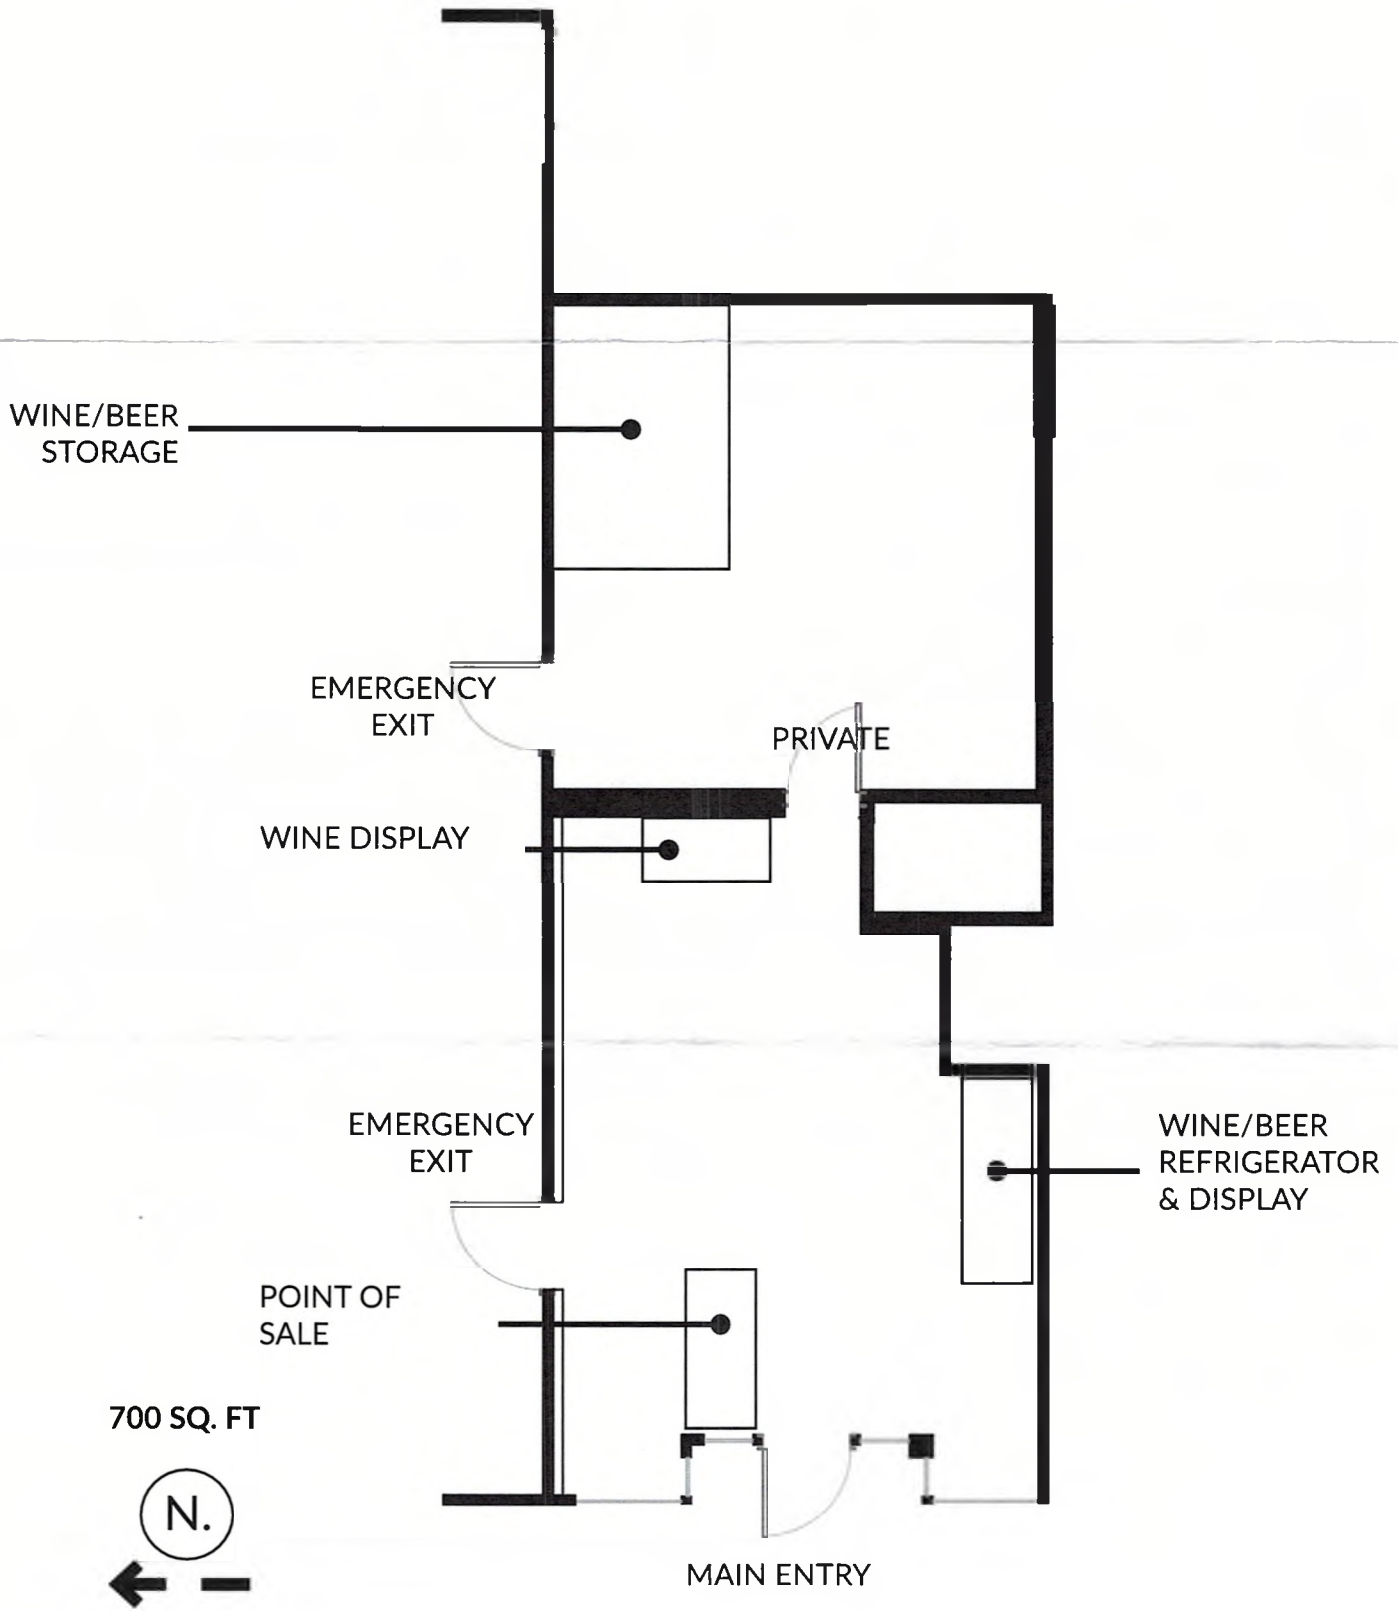 WINE/BEER
STORAGE
EMERGENCY
EXIT
PRIVATE
WINE DISPLAY
EMERGENCY
EXIT
WINE/BEER
REFRIGERATOR
& DISPLAY
POINT OF
SALE
700 SQ. FT
N.
MAIN ENTRY